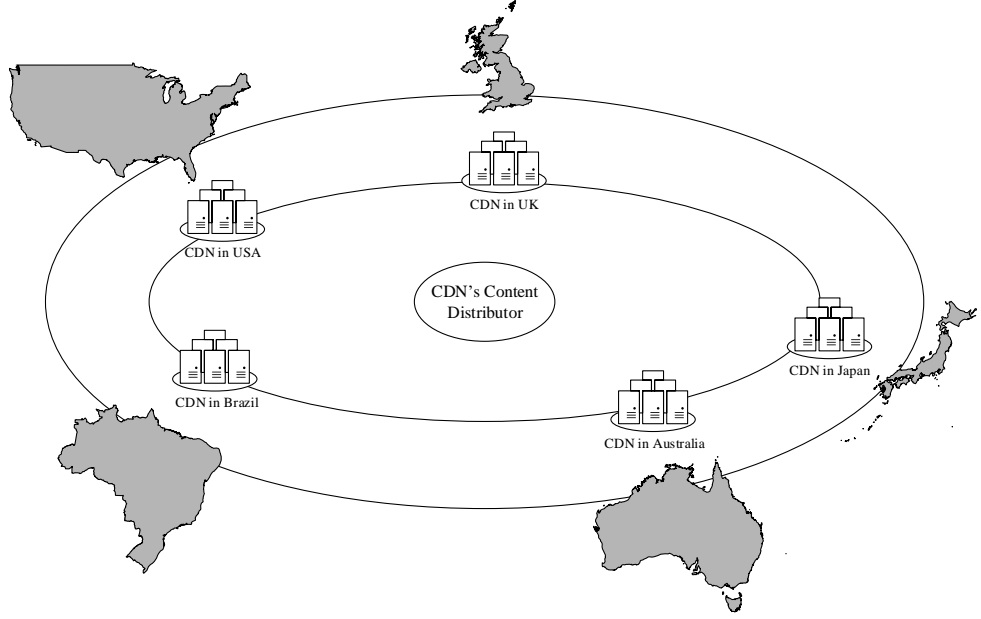 CDN in UK
CDN in USA
CDN's Content
Distributor
CDN in Japan
CDN in Brazil
CDN in Australia